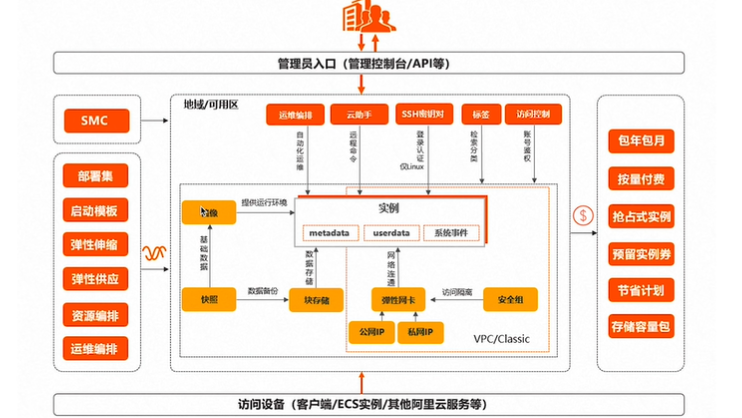 管理员入口（管理控制台/API等）
地域/可用区
SMC
运维编排
云助手
SSH密钥对
标签
访问控制
自动化运维
远程命令
登录认证
仅Linux
检索分类
账号鉴权
部署集
启动模板
弹性伸缩
弹性供应
资源编排
运维编排
像
提供运行环境
实例
metadata
userdata
系统事件
基础数据
数据存储
网络连通
快照
数据备份
块存储
弹性网卡
访问隔离
安全组
公网IP
私网IP
VPC/Classic
$
包年包月
按量付费
抢占式实例
预留实例券
节省计划
存储容量包
访问设备（客户端/ECS实例/其他阿里云服务等）